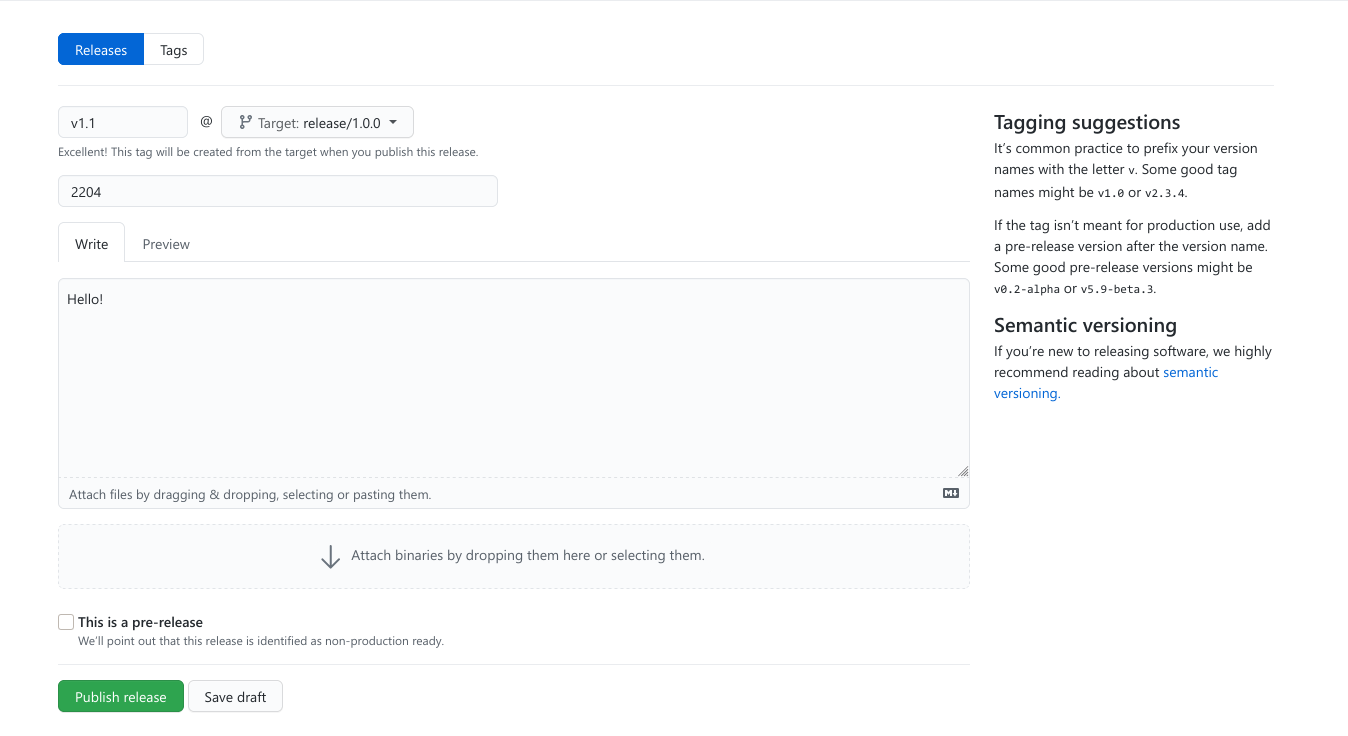 Releases Tags
v1.1 @ Target: release/1.0.0
Excellent! This tag will be created from the target when you publish this release.
2204
Write Preview
Hello!
Attach files by dragging & dropping, selecting or pasting them.
Attach binaries by dropping them here or selecting them.
This is a pre-release
We’ll point out that this release is identified as non-production ready.
Publish release Save draft
Tagging suggestions
It’s common practice to prefix your version
names with the letter v. Some good tag
names might be v1.0 or v2.3.4.
If the tag isn’t meant for production use, add
a pre-release version after the version name.
Some good pre-release versions might be
v0.2-alpha or v5.9-beta.3.
Semantic versioning
If you’re new to releasing software, we highly
recommend reading about semantic
versioning.